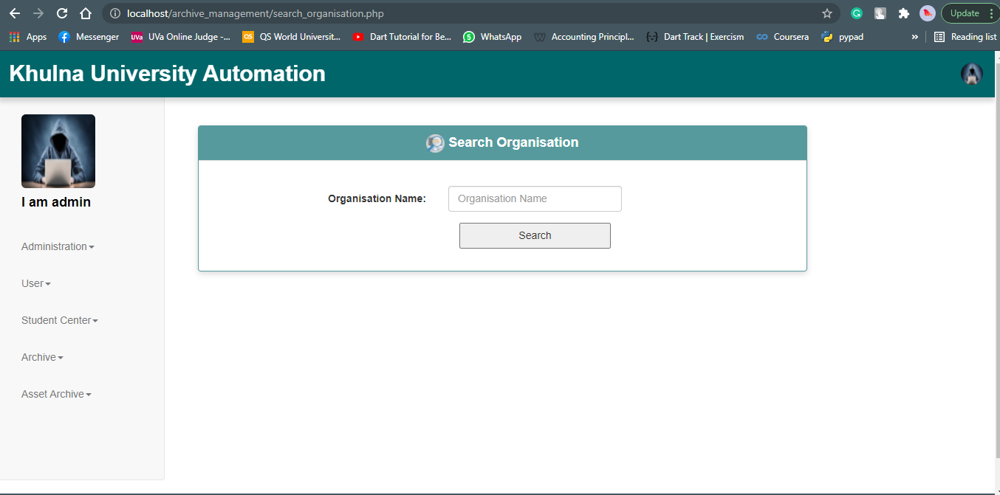 localhost/archive_management/search_organisation.php
Update
Apps Messenger UVa UVa Online Judge -... QS QS World Universit... Dart Tutorial for Be... WhatsApp Accounting Principl... Dart Track | Exercism Coursera pypad » Reading list
Khulna University Automation
I am admin
Administration
User
Student Center
Archive
Asset Archive
Search Organisation
Organisation Name: Organisation Name
Search